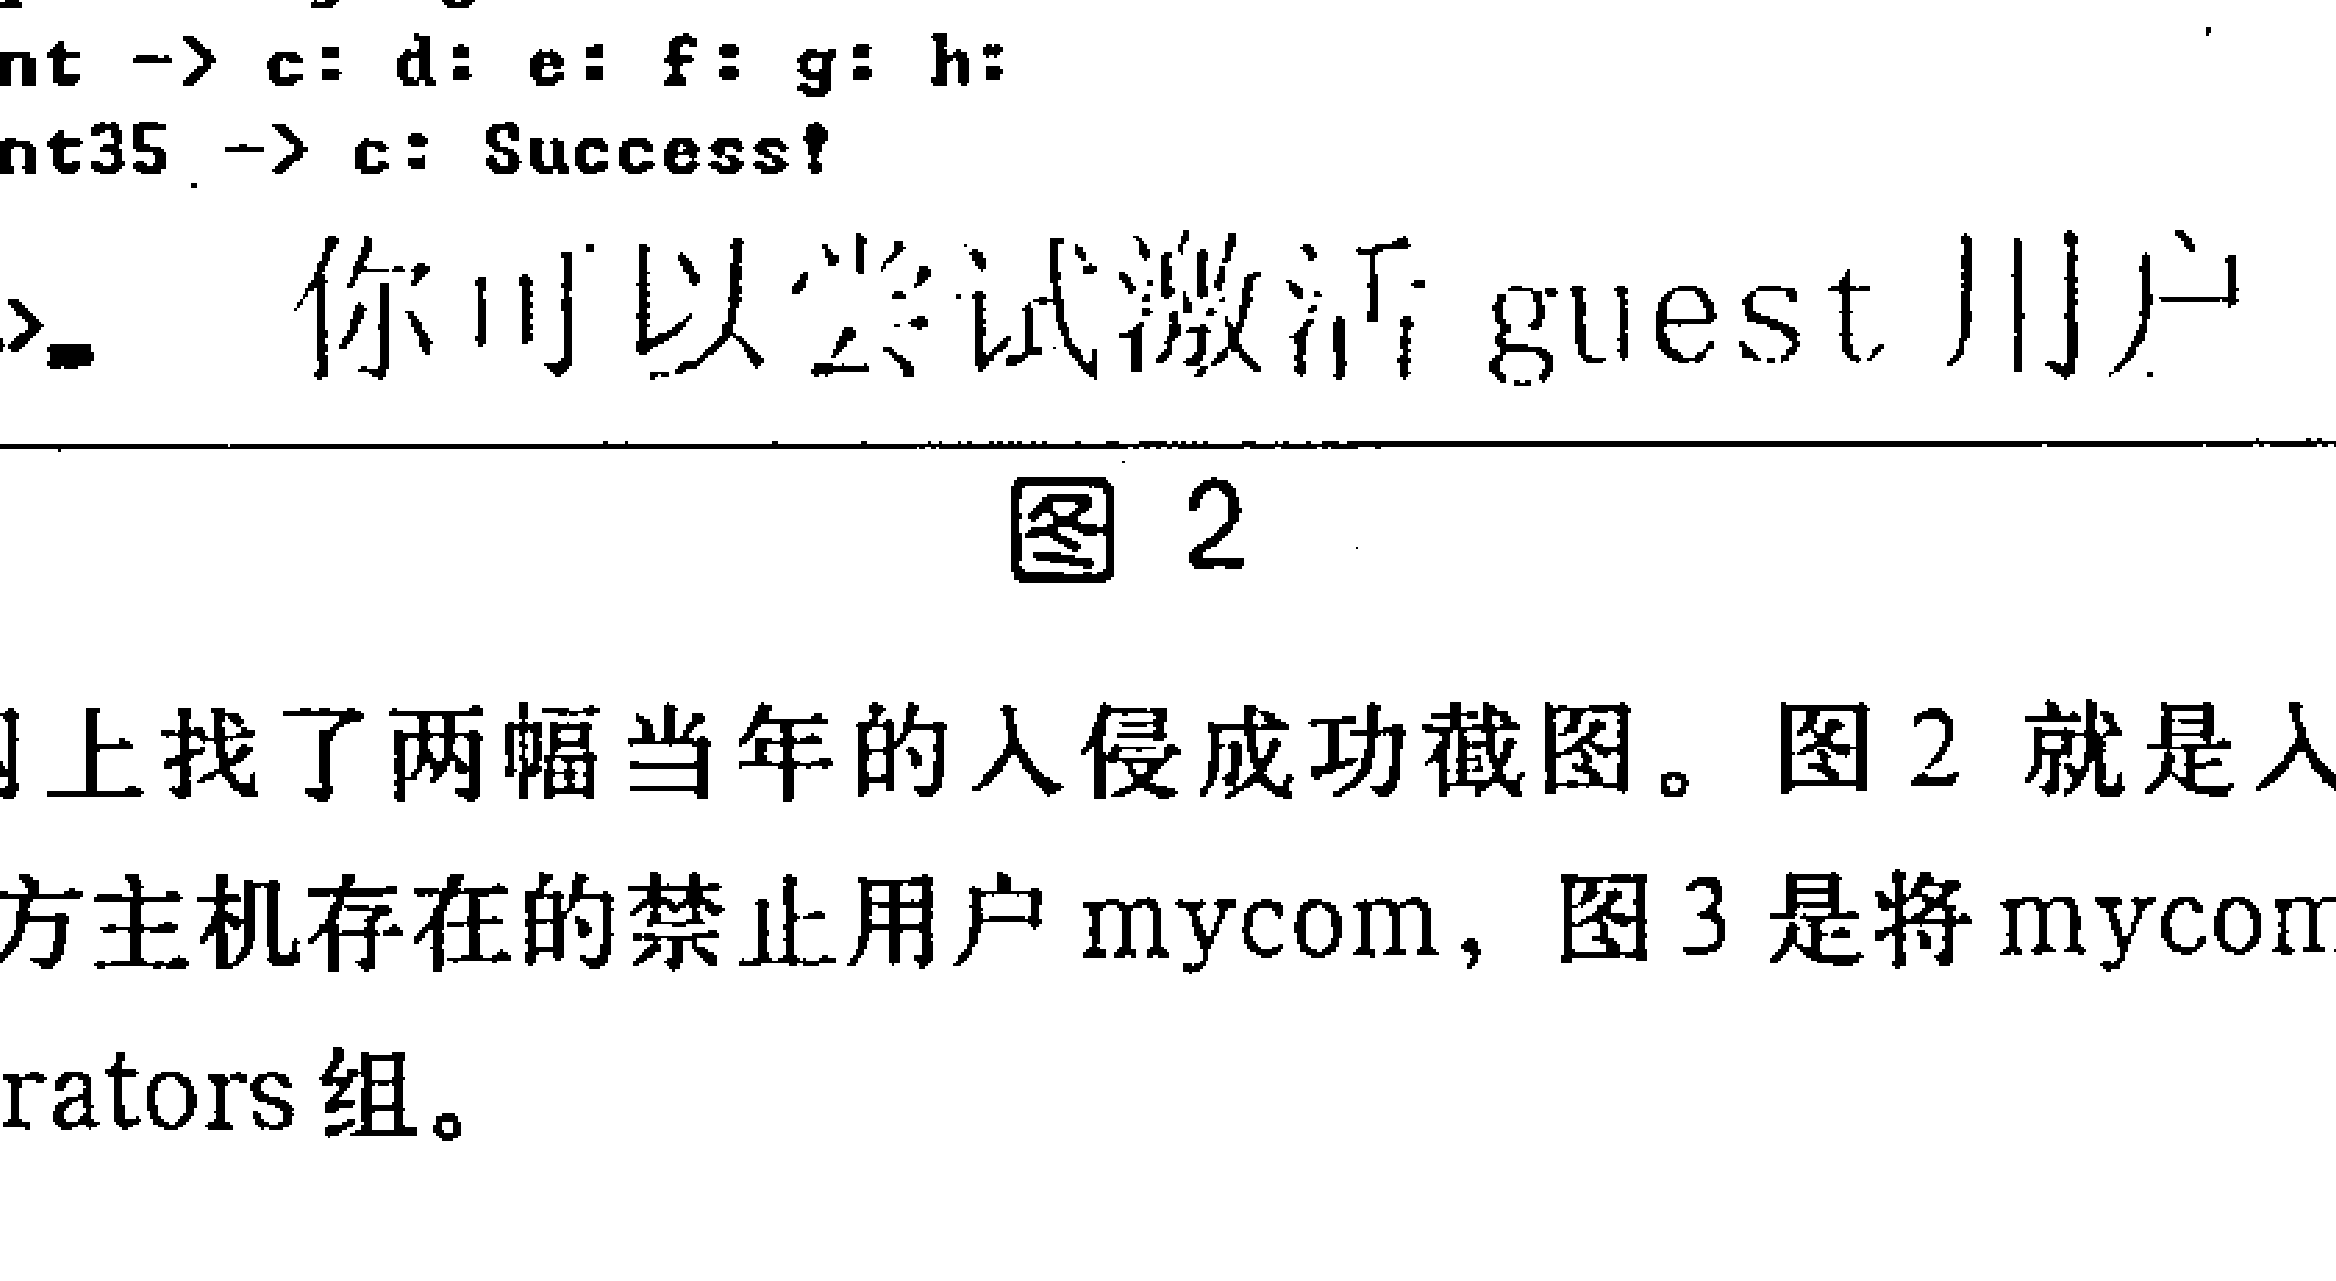 nt -> c: d: e: f: g: h:
nt35 -> c: Success!
>_ 你可以尝试激活 guest 用户
图 2
上找了两幅当年的入侵成功截图。图 2 就是入
方主机存在的禁止用户 mycom，图 3 是将 mycom
rators 组。